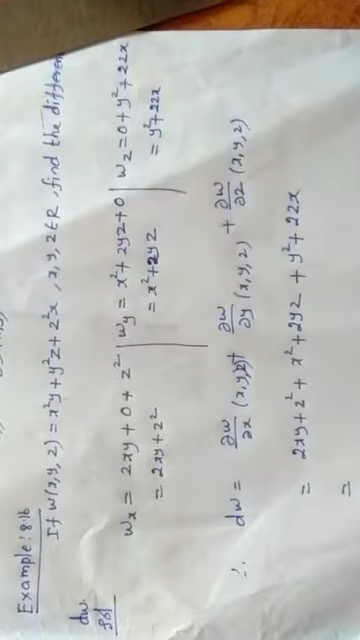 Example: 8.16
If w(x,y,z) = x²y + y²z + z²x, x,y,z ∈ R, find the differen
dw.
Sol
wx = 2xy + 0 + z² | wy = x² + 2yz + 0 | wz = 0 + y² + 2zx
= 2xy + z² | = x² + 2yz | = y² + 2zx
∴ dw = ∂w/∂x (x,y,z) + ∂w/∂y (x,y,z) + ∂w/∂z (x,y,z)
= 2xy + z² + x² + 2yz + y² + 2zx
=